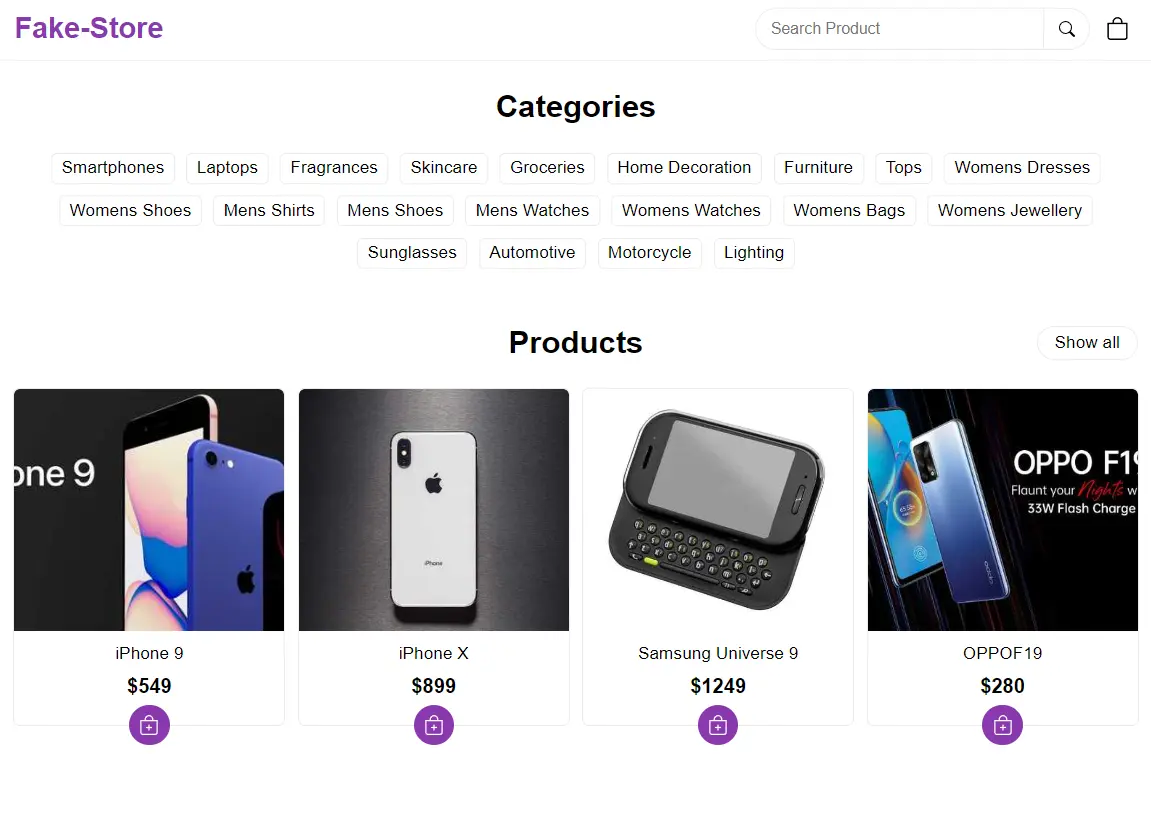 Fake-Store
Search Product
Categories
Smartphones Laptops Fragrances Skincare Groceries Home Decoration Furniture Tops Womens Dresses
Womens Shoes Mens Shirts Mens Shoes Mens Watches Womens Watches Womens Bags Womens Jewellery
Sunglasses Automotive Motorcycle Lighting
Products
Show all
one 9
iPhone
OPPO F19
Flaunt your Nights w
33W Flash Charge
oppo
iPhone 9
iPhone X
Samsung Universe 9
OPPOF19
$549
$899
$1249
$280